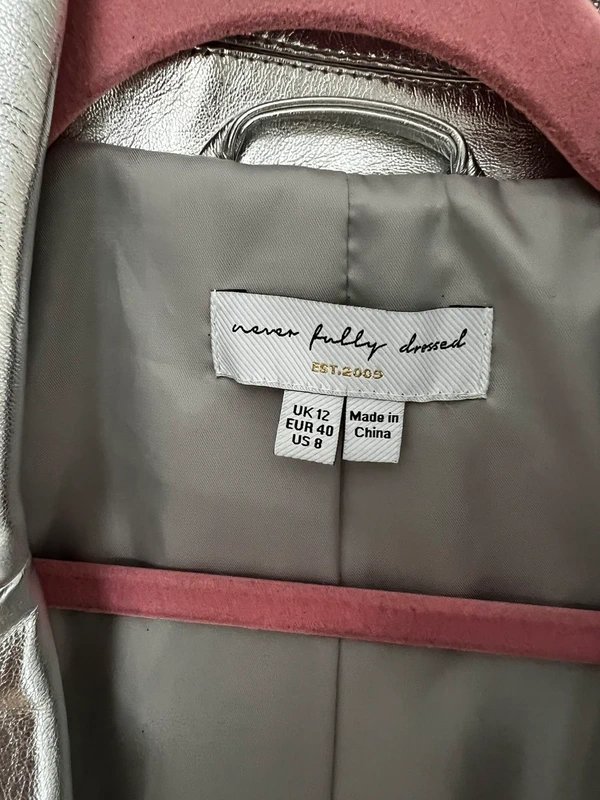 never fully dressed
EST.2009
UK 12
EUR 40
US 8
Made in
China